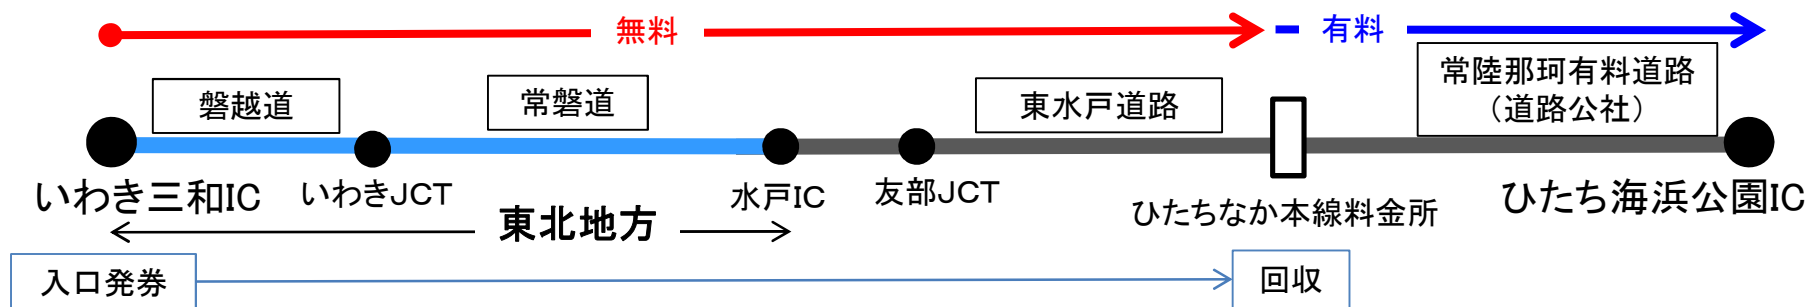 無料
有料
磐越道
常磐道
東水戸道路
常陸那珂有料道路
（道路公社）
いわき三和IC
いわきJCT
水戸IC
友部JCT
ひたちなか本線料金所
ひたち海浜公園IC
東北地方
入口発券
回収